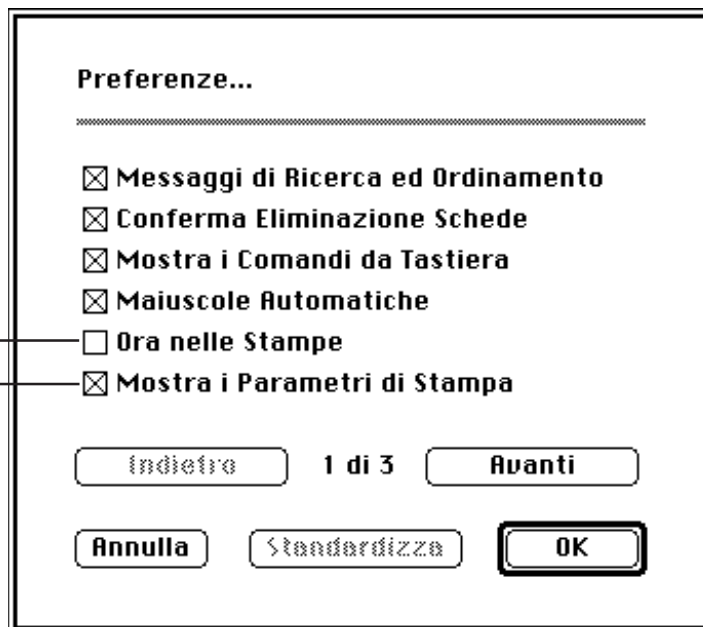 Preferenze...
Messaggi di Ricerca ed Ordinamento
Conferma Eliminazione Schede
Mostra i Comandi da Tastiera
Maiuscole Automatiche
Ora nelle Stampe
Mostra i Parametri di Stampa
Indietro 1 di 3 Avanti
Annulla Standardizza OK